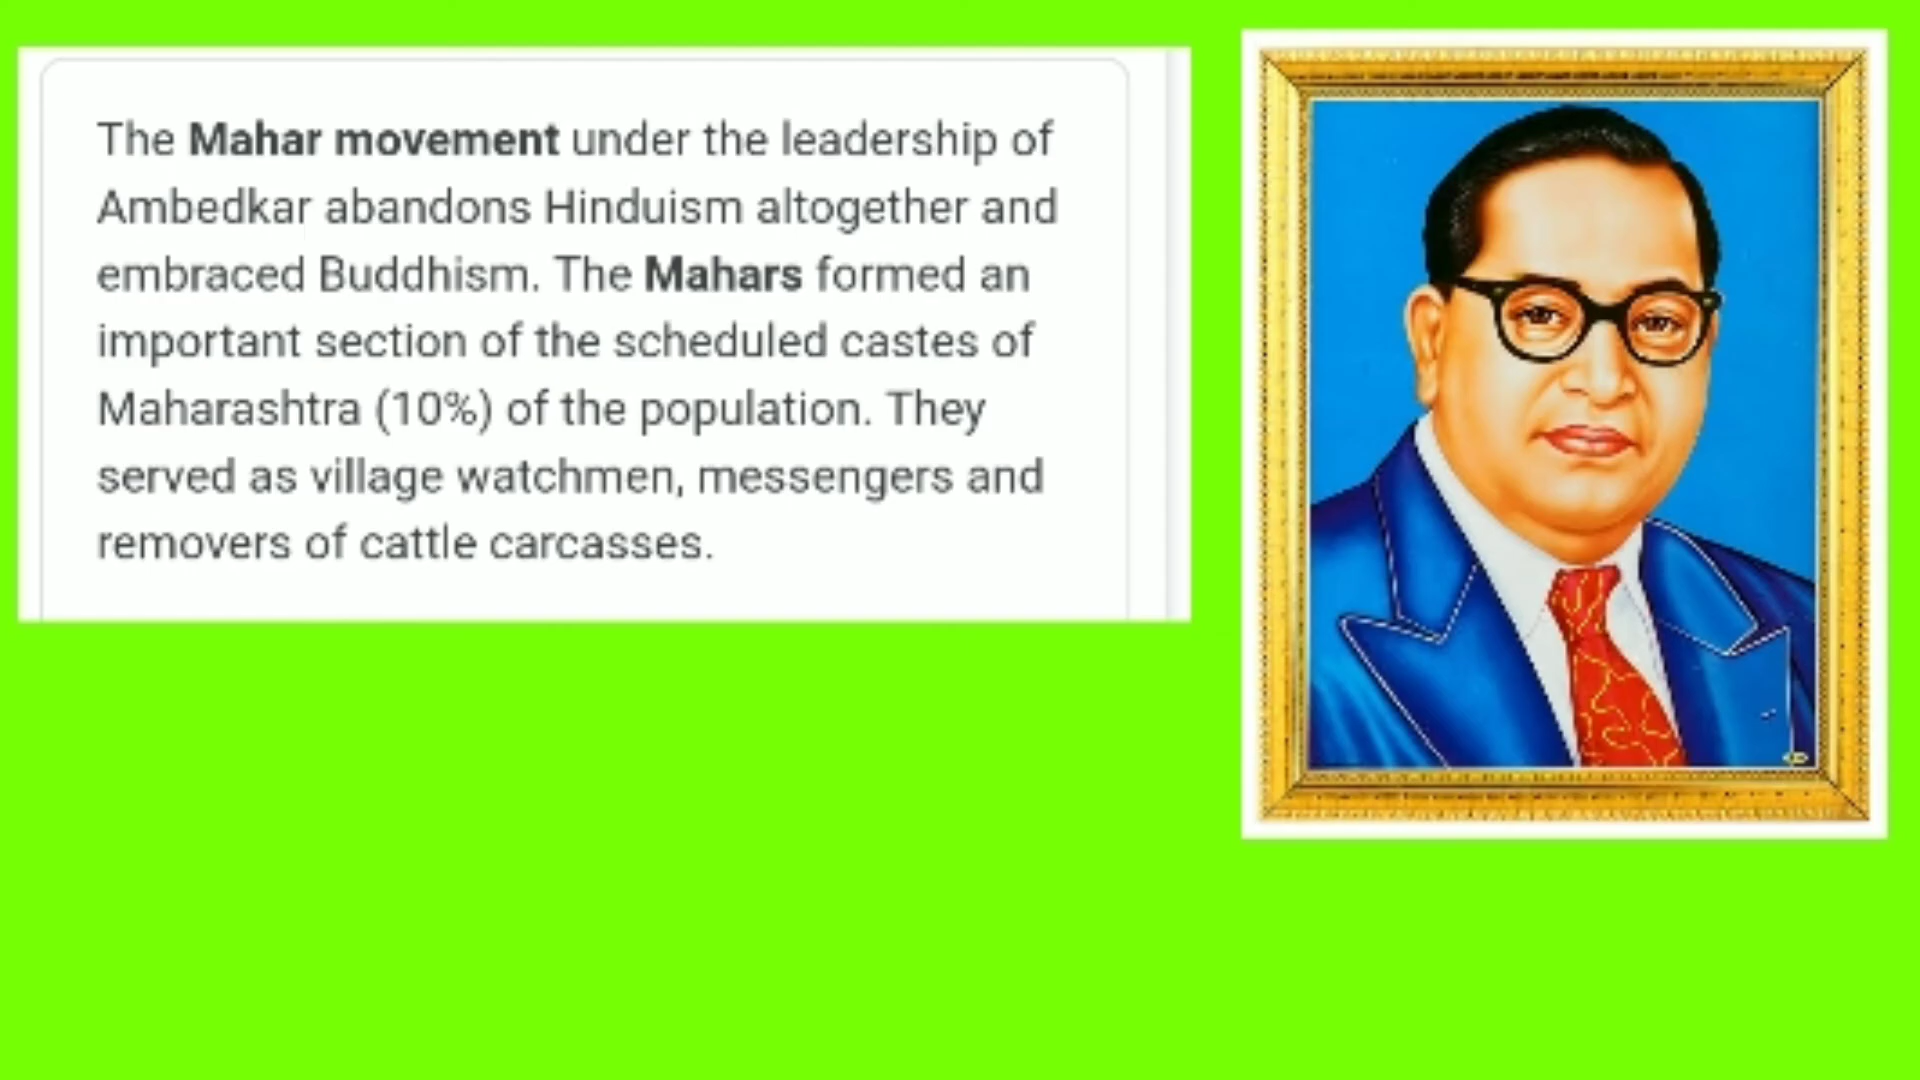 The Mahar movement under the leadership of
Ambedkar abandons Hinduism altogether and
embraced Buddhism. The Mahars formed an
important section of the scheduled castes of
Maharashtra (10%) of the population. They
served as village watchmen, messengers and
removers of cattle carcasses.